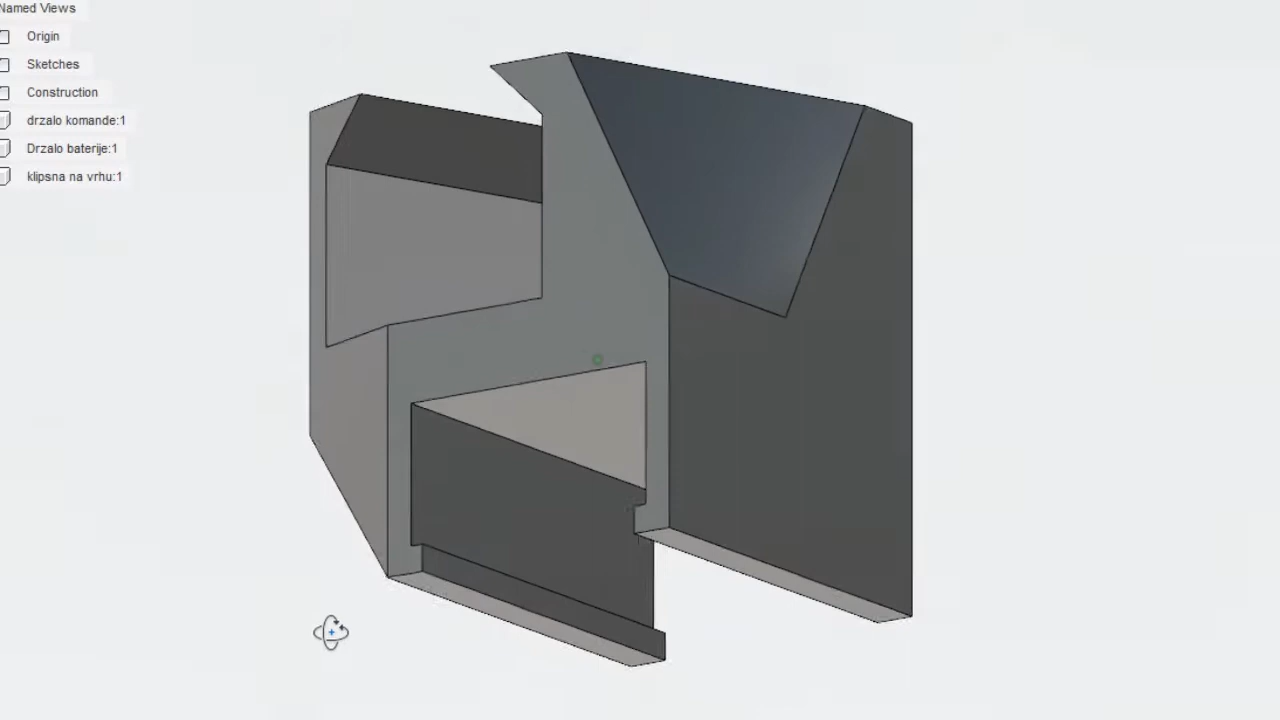 Named Views
Origin
Sketches
Construction
drzalo komande:1
Drzalo baterije:1
klipsna na vrhu:1